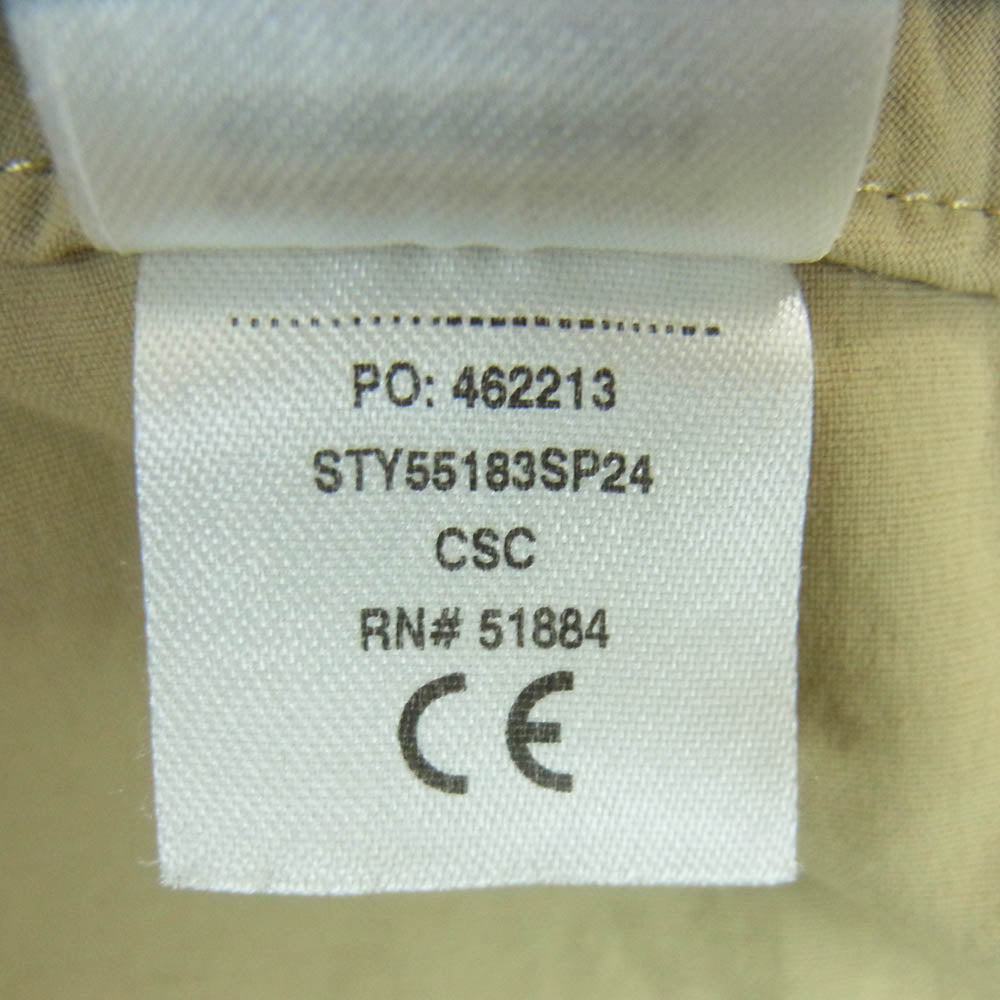 PO: 462213
STY55183SP24
CSC
RN# 51884
CE